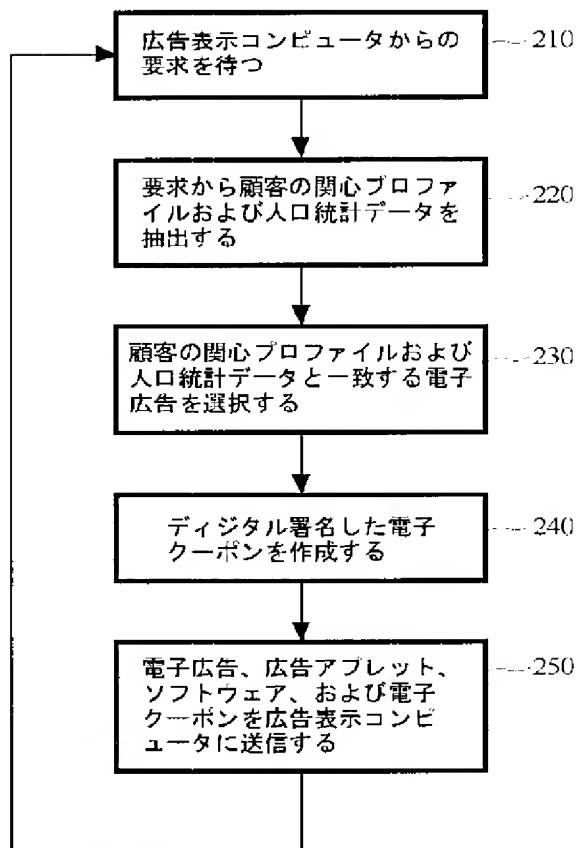 広告表示コンピュータからの
要求を待つ
210
要求から顧客の関心プロファ
イルおよび人口統計データを
抽出する
220
顧客の関心プロファイルおよび
人口統計データと一致する電子
広告を選択する
230
ディジタル署名した電子
クーポンを作成する
240
電子広告、広告アプレット、
ソフトウェア、および電子
クーポンを広告表示コンピ
ュータに送信する
250